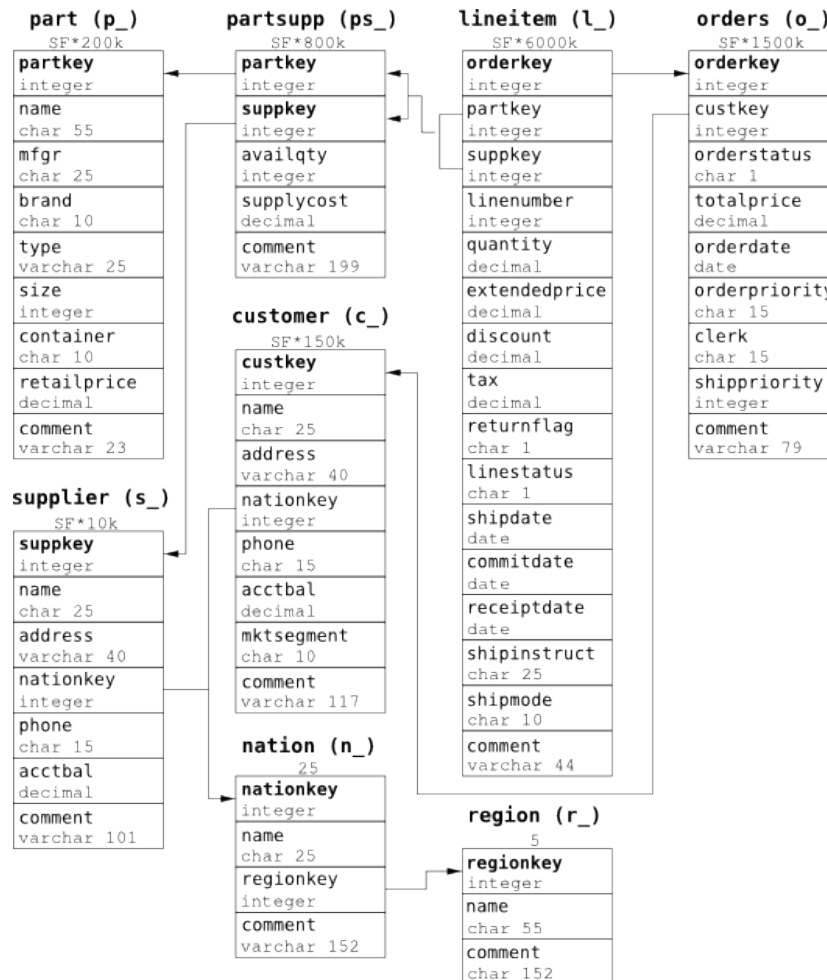 part (p_)
SF*200k
partkey
integer
name
char 55
mfgr
char 25
brand
char 10
type
varchar 25
size
integer
container
char 10
retailprice
decimal
comment
varchar 23
partsupp (ps_)
SF*800k
partkey
integer
suppkey
integer
availqty
integer
supplycost
decimal
comment
varchar 199
lineitem (l_)
SF*6000k
orderkey
integer
partkey
integer
suppkey
integer
linenumber
integer
quantity
decimal
extendedprice
decimal
discount
decimal
tax
decimal
returnflag
char 1
linestatus
char 1
shipdate
date
commitdate
date
receiptdate
date
shipinstruct
char 25
shipmode
char 10
comment
varchar 44
orders (o_)
SF*1500k
orderkey
integer
custkey
integer
orderstatus
char 1
totalprice
decimal
orderdate
date
orderpriority
char 15
clerk
char 15
shippriority
integer
comment
varchar 79
customer (c_)
SF*150k
custkey
integer
name
char 25
address
varchar 40
nationkey
integer
phone
char 15
acctbal
decimal
mktsegment
char 10
comment
varchar 117
supplier (s_)
SF*10k
suppkey
integer
name
char 25
address
varchar 40
nationkey
integer
phone
char 15
acctbal
decimal
comment
varchar 101
nation (n_)
25
nationkey
integer
name
char 25
regionkey
integer
comment
varchar 152
region (r_)
5
regionkey
integer
name
char 55
comment
char 152